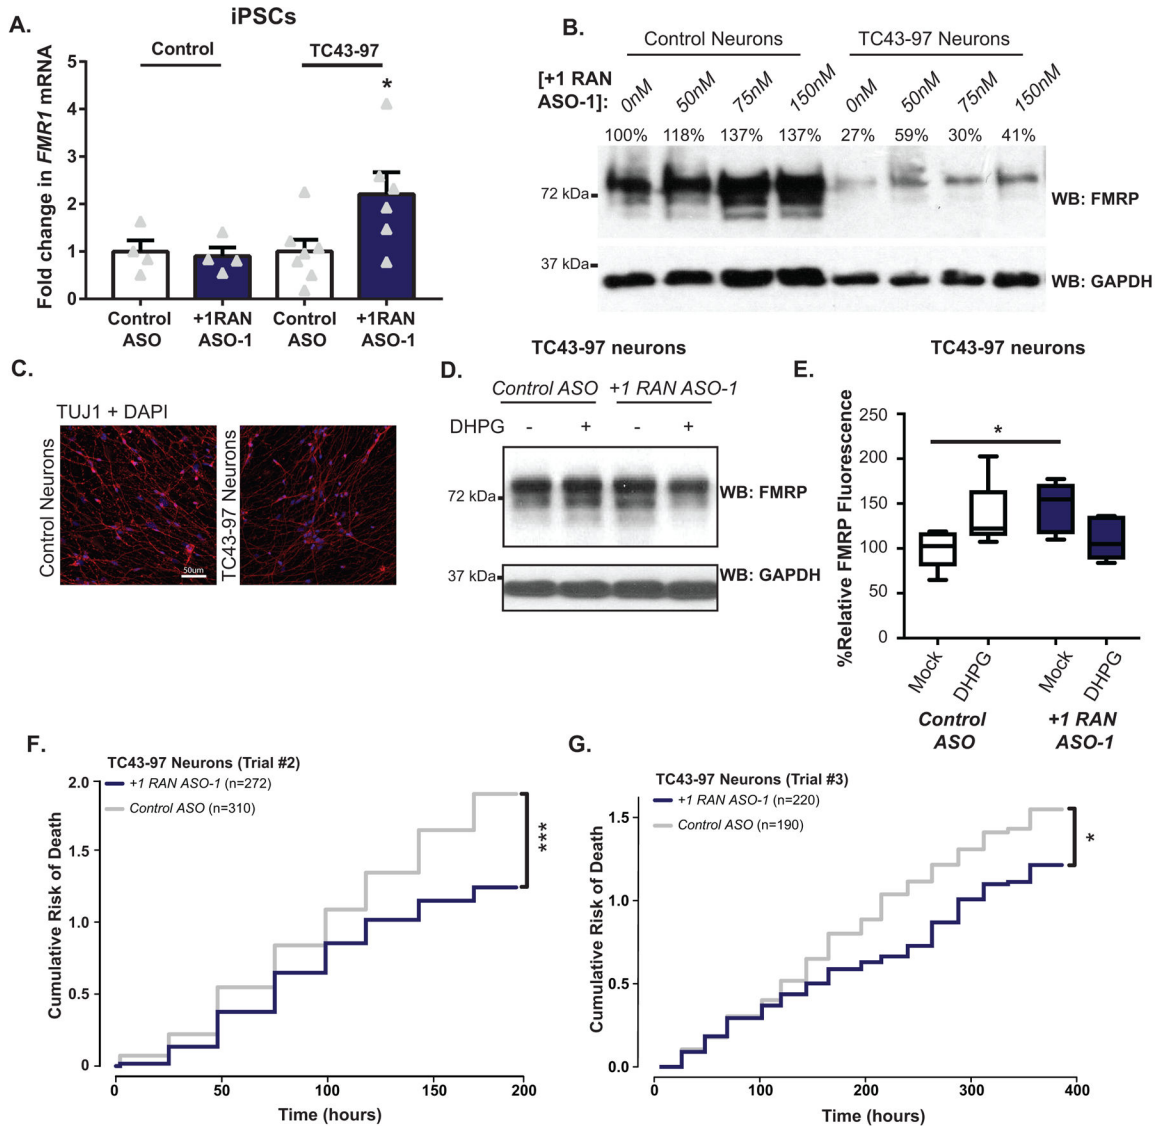 A.
iPSCs
Control
TC43-97
Fold change in FMR1 mRNA
5
4
3
2
1
0
*
Control ASO
+1RAN ASO-1
Control ASO
+1RAN ASO-1
B.
Control Neurons
TC43-97 Neurons
[+1 RAN ASO-1]:
0nM 50nM 75nM 150nM 0nM 50nM 75nM 150nM
100% 118% 137% 137% 27% 59% 30% 41%
72 kDa
WB: FMRP
37 kDa
WB: GAPDH
C.
TUJ1 + DAPI
Control Neurons
50um
TC43-97 Neurons
TC43-97 neurons
D.
Control ASO +1 RAN ASO-1
DHPG - + - +
72 kDa
WB: FMRP
37 kDa
WB: GAPDH
TC43-97 neurons
E.
%Relative FMRP Fluorescence
250
200
150
100
50
0
*
Mock DHPG Mock DHPG
Control ASO
+1 RAN ASO-1
F.
TC43-97 Neurons (Trial #2)
+1 RAN ASO-1 (n=272)
Control ASO (n=310)
Cumulative Risk of Death
2.0
1.5
1.0
0.5
0
***
0 50 100 150 200
Time (hours)
G.
TC43-97 Neurons (Trial #3)
+1 RAN ASO-1 (n=220)
Control ASO (n=190)
Cumulative Risk of Death
1.5
1.0
0.5
0.0
*
0 100 200 300 400
Time (hours)